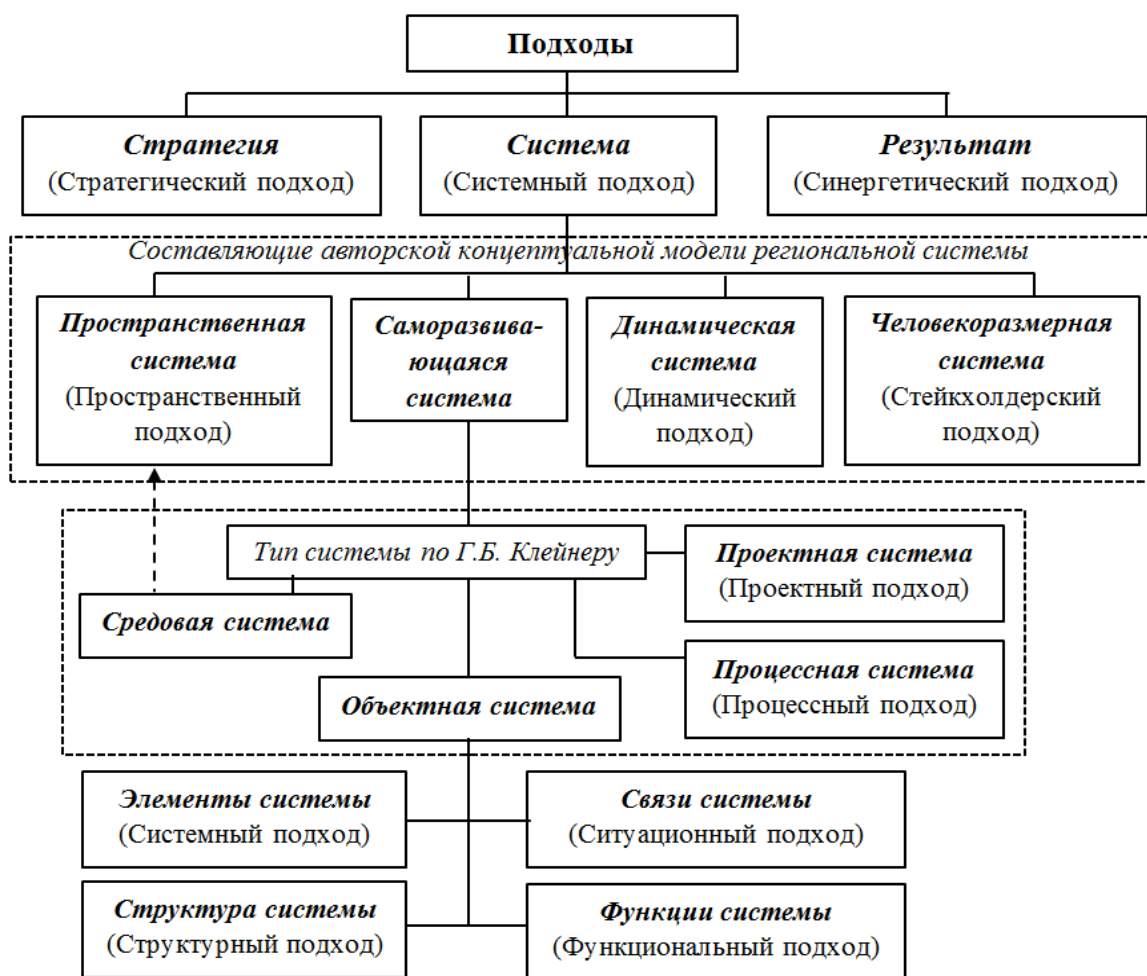 Подходы
Стратегия
(Стратегический подход)
Система
(Системный подход)
Результат
(Синергетический подход)
Составляющие авторской концептуальной модели региональной системы
Пространственная
система
(Пространственный
подход)
Саморазвива-
ющаяся
система
Динамическая
система
(Динамический
подход)
Человекоразмерная
система
(Стейкхолдерский
подход)
Тип системы по Г.Б. Клейнеру
Проектная система
(Проектный подход)
Средовая система
Процессная система
(Процессный подход)
Объектная система
Элементы системы
(Системный подход)
Связи системы
(Ситуационный подход)
Структура системы
(Структурный подход)
Функции системы
(Функциональный подход)